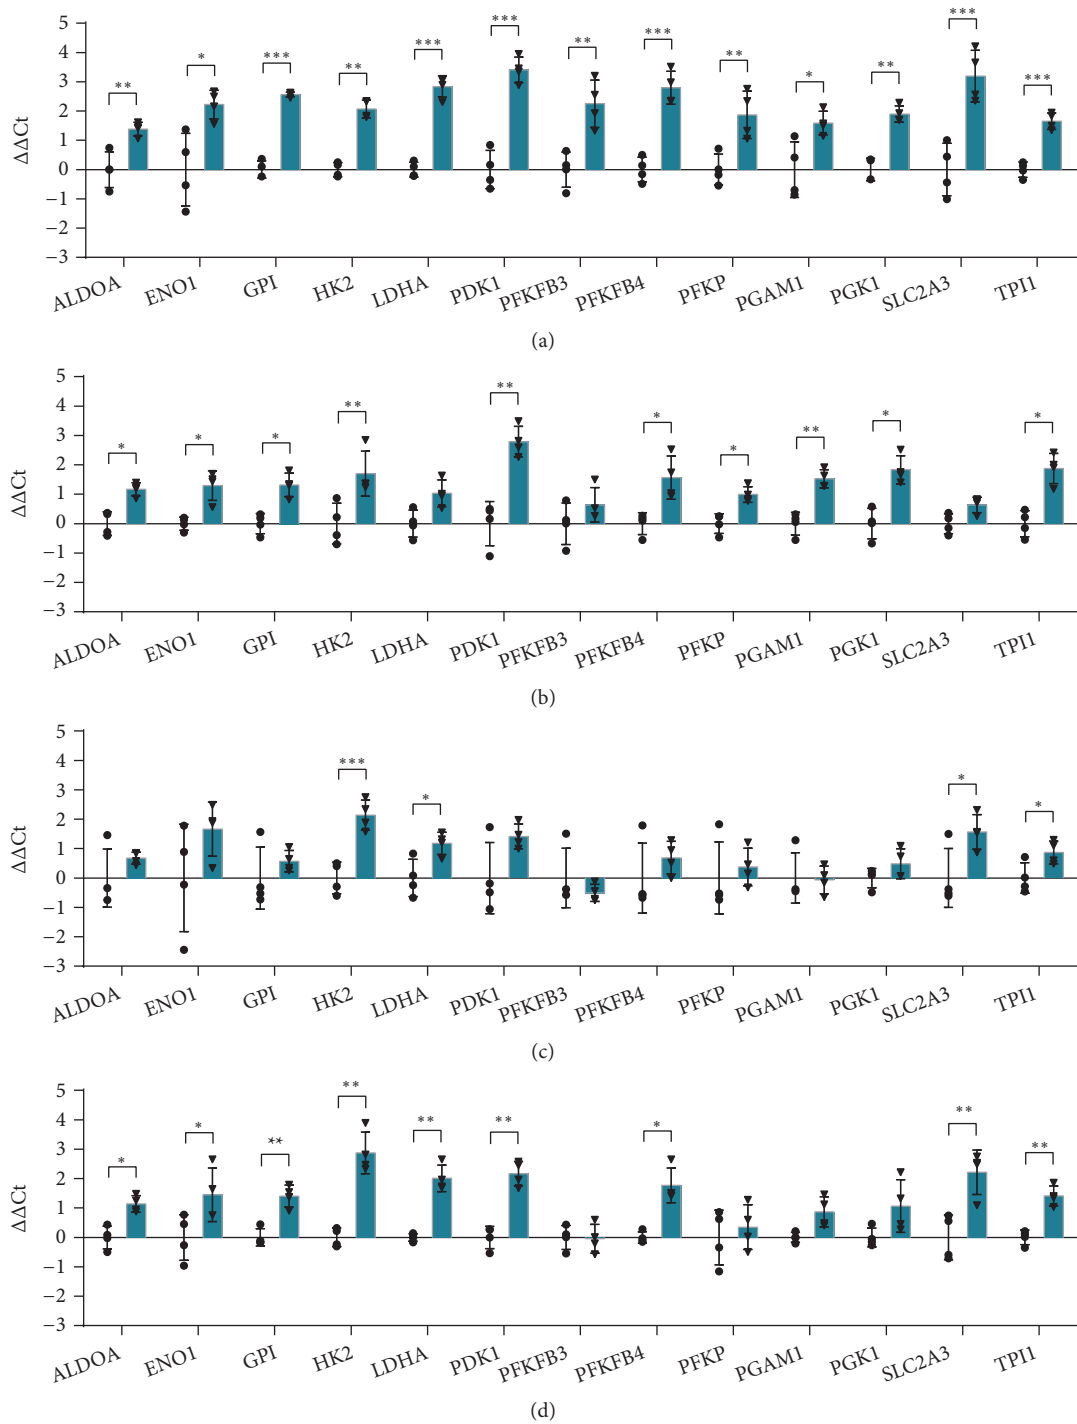 5
4
3
2
1
0
−1
−2
−3
ΔΔCt
** * *** ** *** *** ** *** ** * ** *** ***
ALDOA ENO1 GPI HK2 LDHA PDK1 PFKFB3 PFKFB4 PFKP PGAM1 PGK1 SLC2A3 TPI1
(a)
5
4
3
2
1
0
−1
−2
−3
ΔΔCt
* * * ** ** * * ** * *
ALDOA ENO1 GPI HK2 LDHA PDK1 PFKFB3 PFKFB4 PFKP PGAM1 PGK1 SLC2A3 TPI1
(b)
5
4
3
2
1
0
−1
−2
−3
ΔΔCt
*** * * *
ALDOA ENO1 GPI HK2 LDHA PDK1 PFKFB3 PFKFB4 PFKP PGAM1 PGK1 SLC2A3 TPI1
(c)
5
4
3
2
1
0
−1
−2
−3
ΔΔCt
* * ** ** ** ** * ** **
ALDOA ENO1 GPI HK2 LDHA PDK1 PFKFB3 PFKFB4 PFKP PGAM1 PGK1 SLC2A3 TPI1
(d)